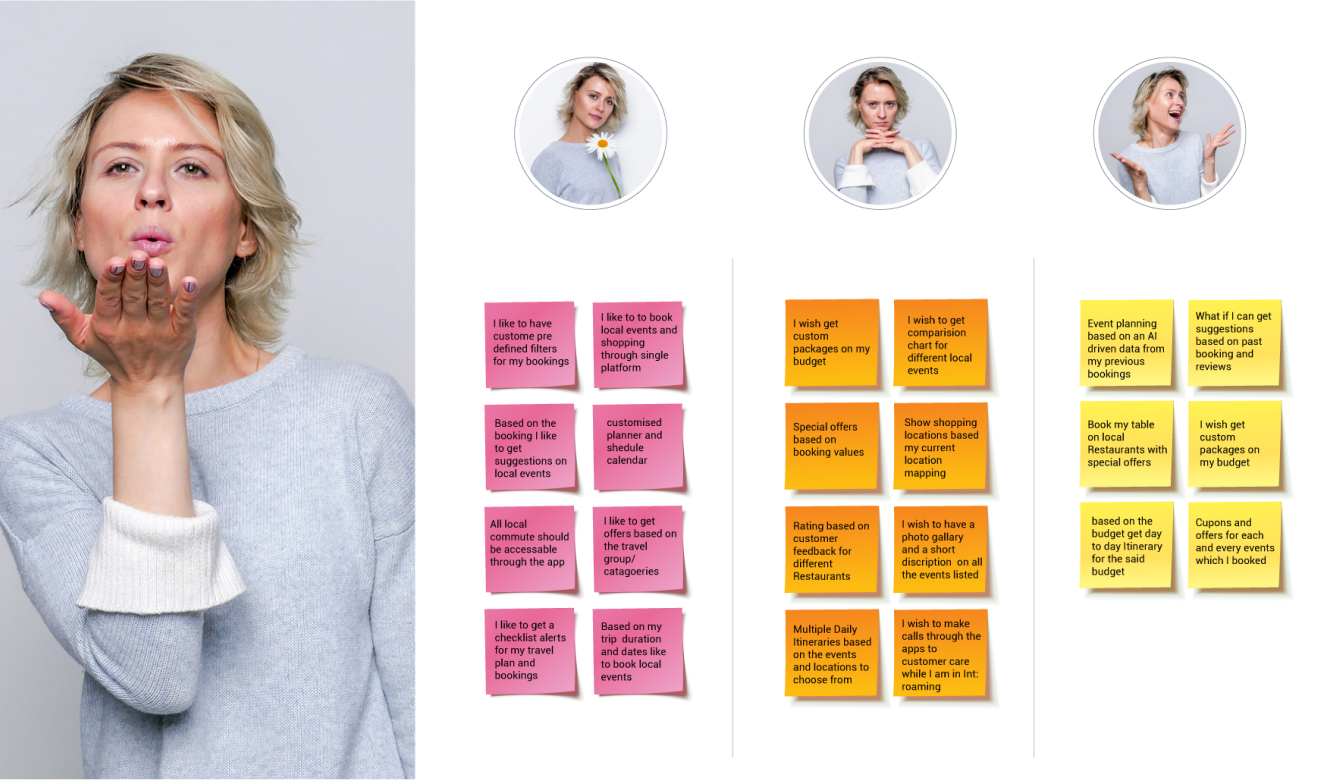 I like to have
custome pre
defined filters
for my bookings
I like to to book
local events and
shopping
through single
platform
Based on the
booking I like
to get
suggestions on
local events
customised
planner and
shedule
calendar
All local
commute should
be accessable
through the app
I like to get
offers based on
the travel
group/
catagoeries
I like to get a
checklist alerts
for my travel
plan and
bookings
Based on my
trip duration
and dates like
to book local
events
I wish get
custom
packages on my
budget
I wish to get
comparision
chart for
different local
events
Special offers
based on
booking values
Show shopping
locations based
my current
location
mapping
Rating based on
customer
feedback for
different
Restaurants
I wish to have a
photo gallary
and a short
discription on all
the events listed
Multiple Daily
Itineraries based
on the events
and locations to
choose from
I wish to make
calls through the
apps to
customer care
while I am in Int:
roaming
Event planning
based on an AI
driven data from
my previous
bookings
What if I can get
suggestions
based on past
booking and
reviews
Book my table
on local
Restaurants with
special offers
I wish get
custom
packages on
my budget
based on the
budget get day
to day Itinerary
for the said
budget
Cupons and
offers for each
and every events
which I booked